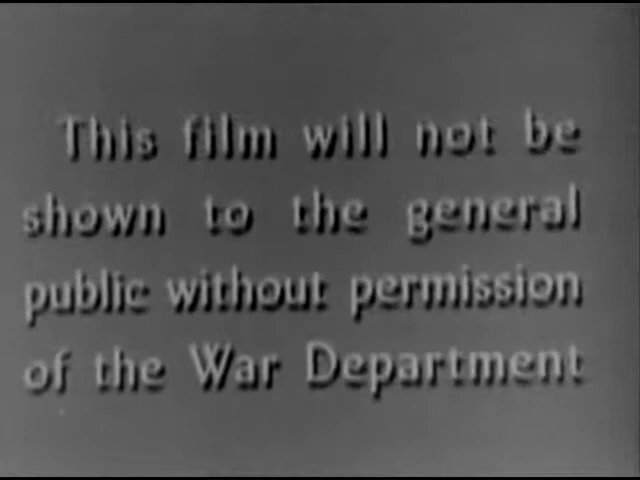 This film will not be
shown to the general
public without permission
of the War Department